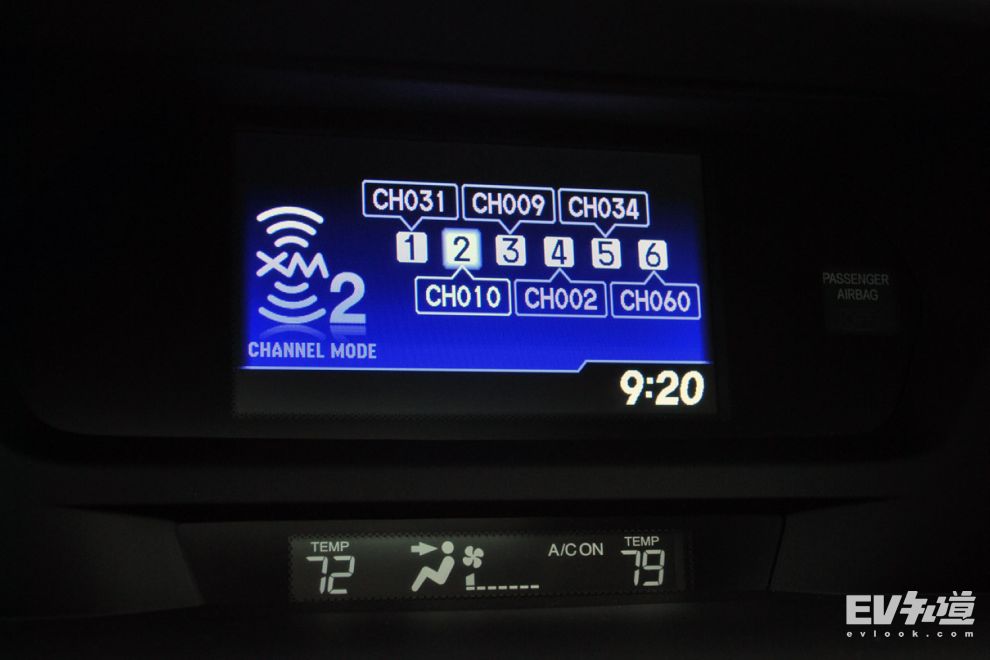 CH031 CH009 CH034
1 2 3 4 5 6
CH010 CH002 CH060
XM 2
CHANNEL MODE
9:20
PASSENGER
AIRBAG
TEMP
72
A/C ON
TEMP
79
EV知道
evlook.com